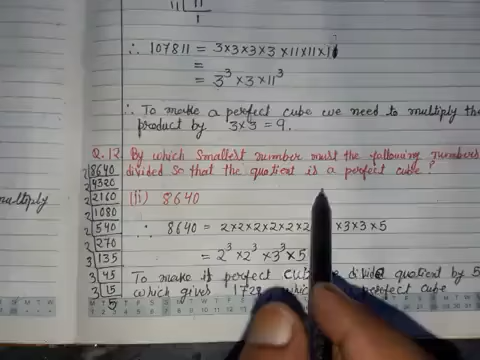 11 11
1
∴ 107811 = 3×3×3×3×11×11×11
=
= 3³ × 3 × 11³
∴ To make a perfect cube we need to multiply the
product by 3×3 = 9.
Q.12 By which smallest number must the following numbers
divided so that the quotient is a perfect cube?
multiply
(ii) 8640
2 8640
2 4320
2 2160
2 1080
2 540
2 270
3 135
3 45
3 15
5
∴ 8640 = 2×2×2×2×2×2 ×3×3×5
= 2³×2³×3³×5
To make it perfect cube divide quotient by 5
which gives 1728 which perfect cube